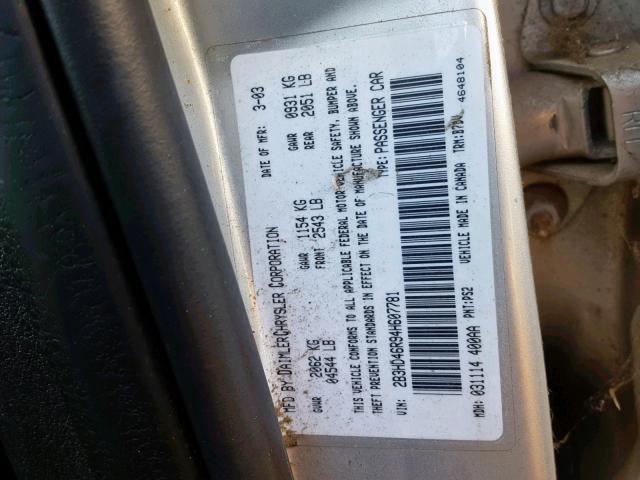 MFD BY DAIMLERCHRYSLER CORPORATION DATE OF MFR: 3-03
GVWR 2062 KG GAWR 1154 KG GAWR 0931 KG
04544 LB FRONT 2543 LB REAR 2051 LB
THIS VEHICLE CONFORMS TO ALL APPLICABLE FEDERAL MOTOR VEHICLE SAFETY, BUMPER AND
THEFT PREVENTION STANDARDS IN EFFECT ON THE DATE OF MANUFACTURE SHOWN ABOVE.
VIN: 2B3HD46R94H607781 TYPE: PASSENGER CAR
MDH: 031114 400AA PNT: PS2 VEHICLE MADE IN CANADA TRM: 4648104